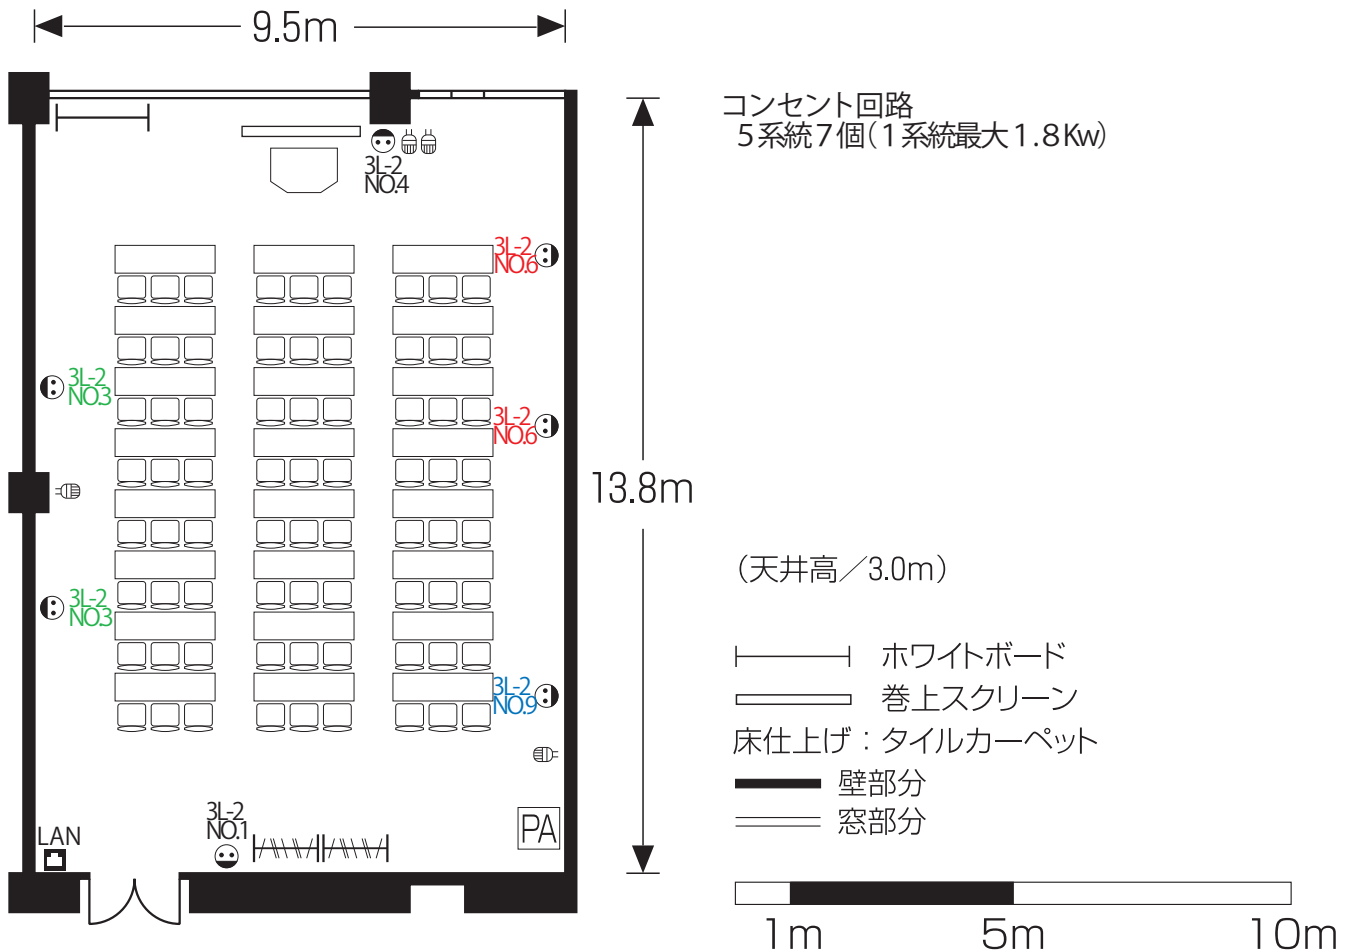 9.5m
コンセント回路
5系統7個(1系統最大1.8Kw)
3L-2
NO.4
3L-2
NO.6
3L-2
NO.3
3L-2
NO.6
13.8m
(天井高／3.0m)
3L-2
NO.3
ホワイトボード
巻上スクリーン
3L-2
NO.9
床仕上げ：タイルカーペット
壁部分
窓部分
3L-2
NO.1
PA
LAN
1m
5m
10m